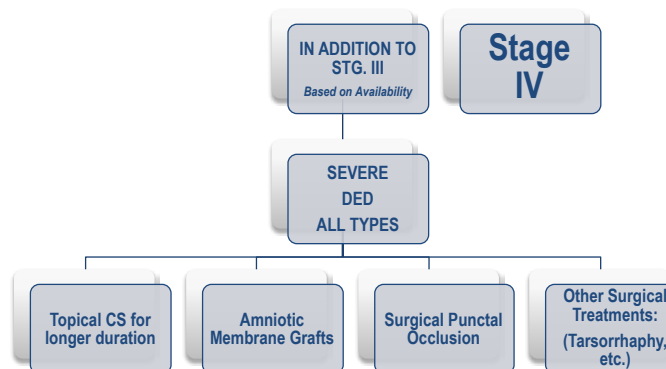 IN ADDITION TO
STG. III
Based on Availability
Stage
IV
SEVERE
DED
ALL TYPES
Topical CS for
longer duration
Amniotic
Membrane Grafts
Surgical Punctal
Occlusion
Other Surgical
Treatments:
(Tarsorrhaphy,
etc.)